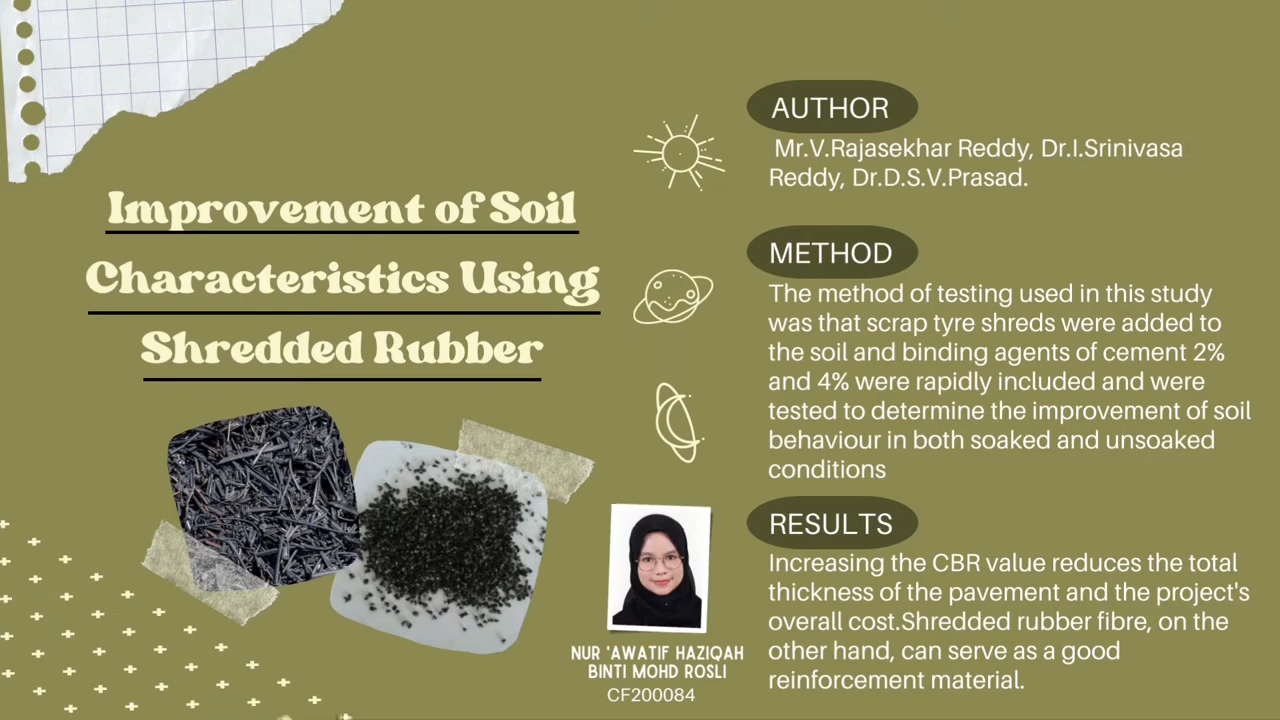 Improvement of Soil
Characteristics Using
Shredded Rubber
AUTHOR
Mr.V.Rajasekhar Reddy, Dr.I.Srinivasa
Reddy, Dr.D.S.V.Prasad.
METHOD
The method of testing used in this study
was that scrap tyre shreds were added to
the soil and binding agents of cement 2%
and 4% were rapidly included and were
tested to determine the improvement of soil
behaviour in both soaked and unsoaked
conditions
RESULTS
Increasing the CBR value reduces the total
thickness of the pavement and the project's
overall cost.Shredded rubber fibre, on the
other hand, can serve as a good
reinforcement material.
NUR 'AWATIF HAZIQAH
BINTI MOHD ROSLI
CF200084